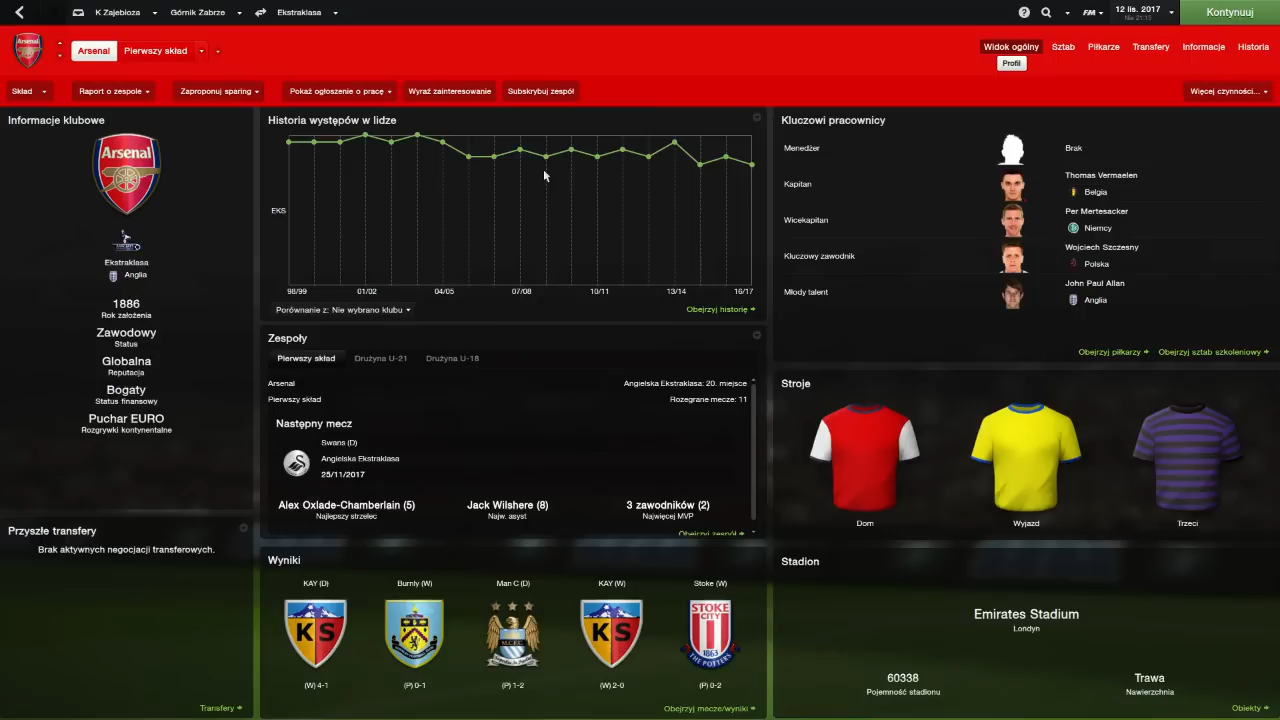 K Zajebioza
Górnik Zabrze
Ekstraklasa
FM
12 lis. 2017
Nie 21:15
Kontynuuj
Arsenal
Pierwszy skład
Widok ogólny
Sztab
Piłkarze
Transfery
Informacje
Historia
Profil
Skład
Raport o zespole
Zaproponuj sparing
Pokaż ogłoszenie o pracę
Wyraź zainteresowanie
Subskrybuj zespół
Więcej czynności...
Informacje klubowe
Arsenal
Ekstraklasa
Anglia
1886
Rok założenia
Zawodowy
Status
Globalna
Reputacja
Bogaty
Status finansowy
Puchar EURO
Rozgrywki kontynentalne
Przyszłe transfery
Brak aktywnych negocjacji transferowych.
Transfery
Historia występów w lidze
EKS
98/99
01/02
04/05
07/08
10/11
13/14
16/17
Porównanie z: Nie wybrano klubu
Obejrzyj historię
Zespoły
Pierwszy skład
Drużyna U-21
Drużyna U-18
Arsenal
Angielska Ekstraklasa: 20. miejsce
Pierwszy skład
Rozegrane mecze: 11
Następny mecz
Swans (D)
Angielska Ekstraklasa
25/11/2017
Alex Oxlade-Chamberlain (5)
Najlepszy strzelec
Jack Wilshere (8)
Najw. asyst
3 zawodników (2)
Najwięcej MVP
Obejrzyj zespół
Wyniki
KAY (D)
Burnly (W)
Man C (D)
KAY (W)
Stoke (W)
KS
M.C.F.C.
KS
STOKE
CITY
1863
THE POTTERS
(W) 4-1
(P) 0-1
(P) 1-2
(W) 2-0
(P) 0-2
Obejrzyj mecze/wyniki
Kluczowi pracownicy
Menedżer
Brak
Kapitan
Thomas Vermaelen
Belgia
Wicekapitan
Per Mertesacker
Niemcy
Kluczowy zawodnik
Wojciech Szczesny
Polska
Młody talent
John Paul Allan
Anglia
Obejrzyj piłkarzy
Obejrzyj sztab szkoleniowy
Stroje
Dom
Wyjazd
Trzeci
Stadion
Emirates Stadium
Londyn
60338
Pojemność stadionu
Trawa
Nawierzchnia
Obiekty